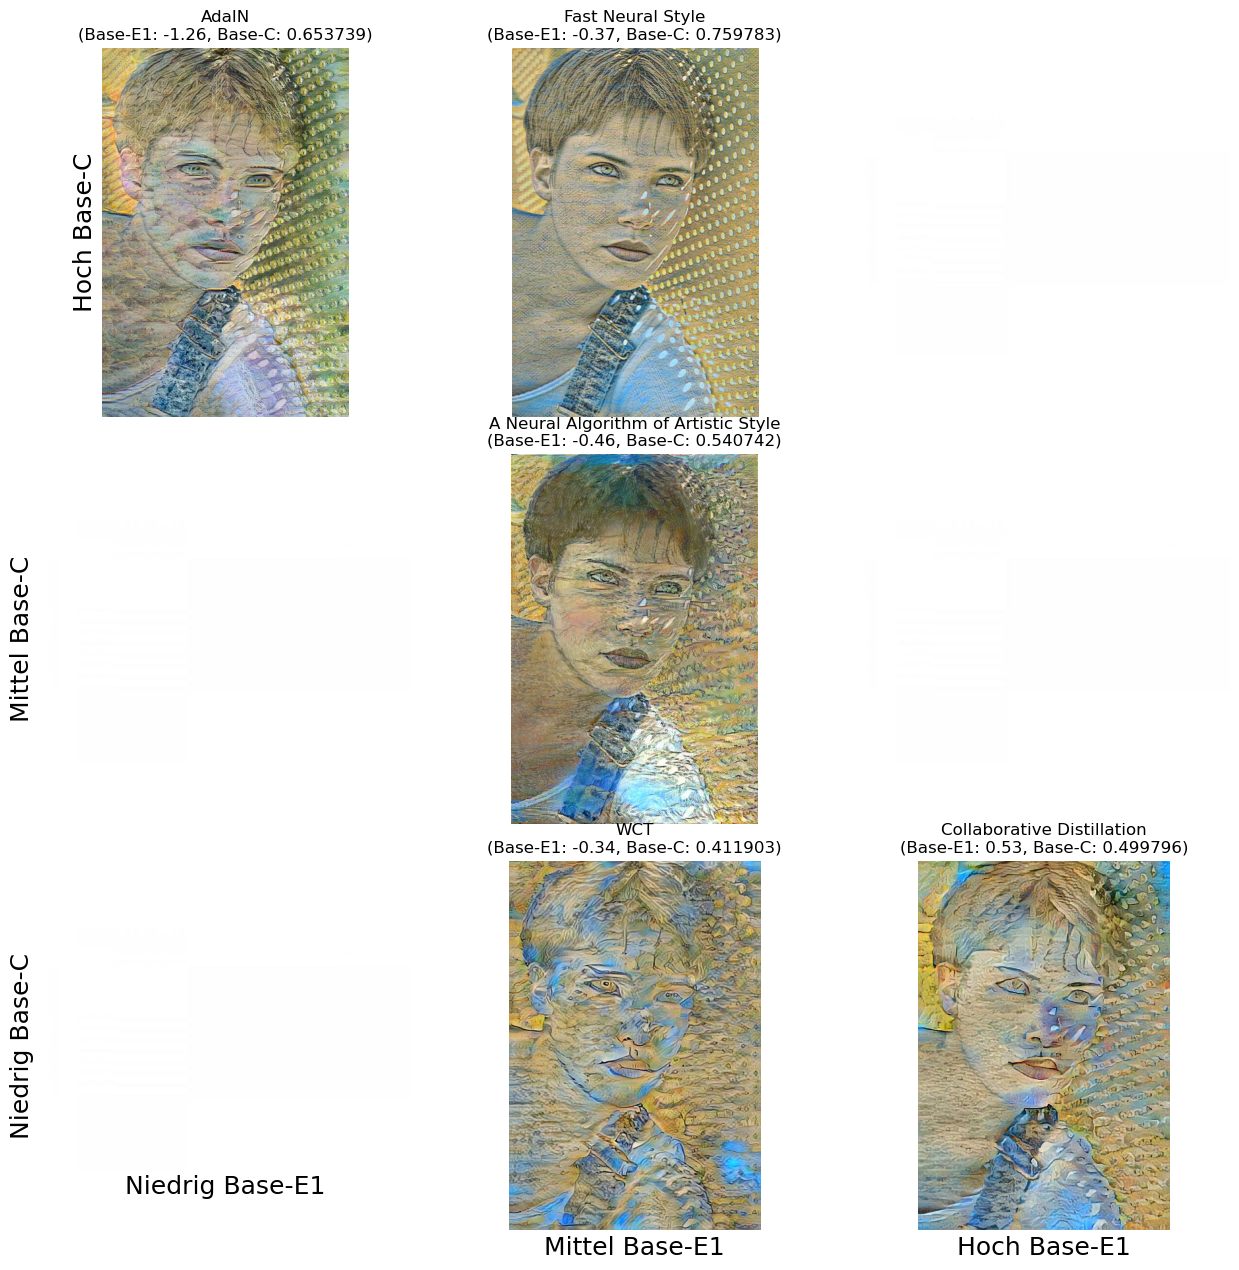 AdaIN
(Base-E1: -1.26, Base-C: 0.653739)
Fast Neural Style
(Base-E1: -0.37, Base-C: 0.759783)
Hoch Base-C
A Neural Algorithm of Artistic Style
(Base-E1: -0.46, Base-C: 0.540742)
Mittel Base-C
WCT
(Base-E1: -0.34, Base-C: 0.411903)
Collaborative Distillation
(Base-E1: 0.53, Base-C: 0.499796)
Niedrig Base-C
Niedrig Base-E1
Mittel Base-E1
Hoch Base-E1